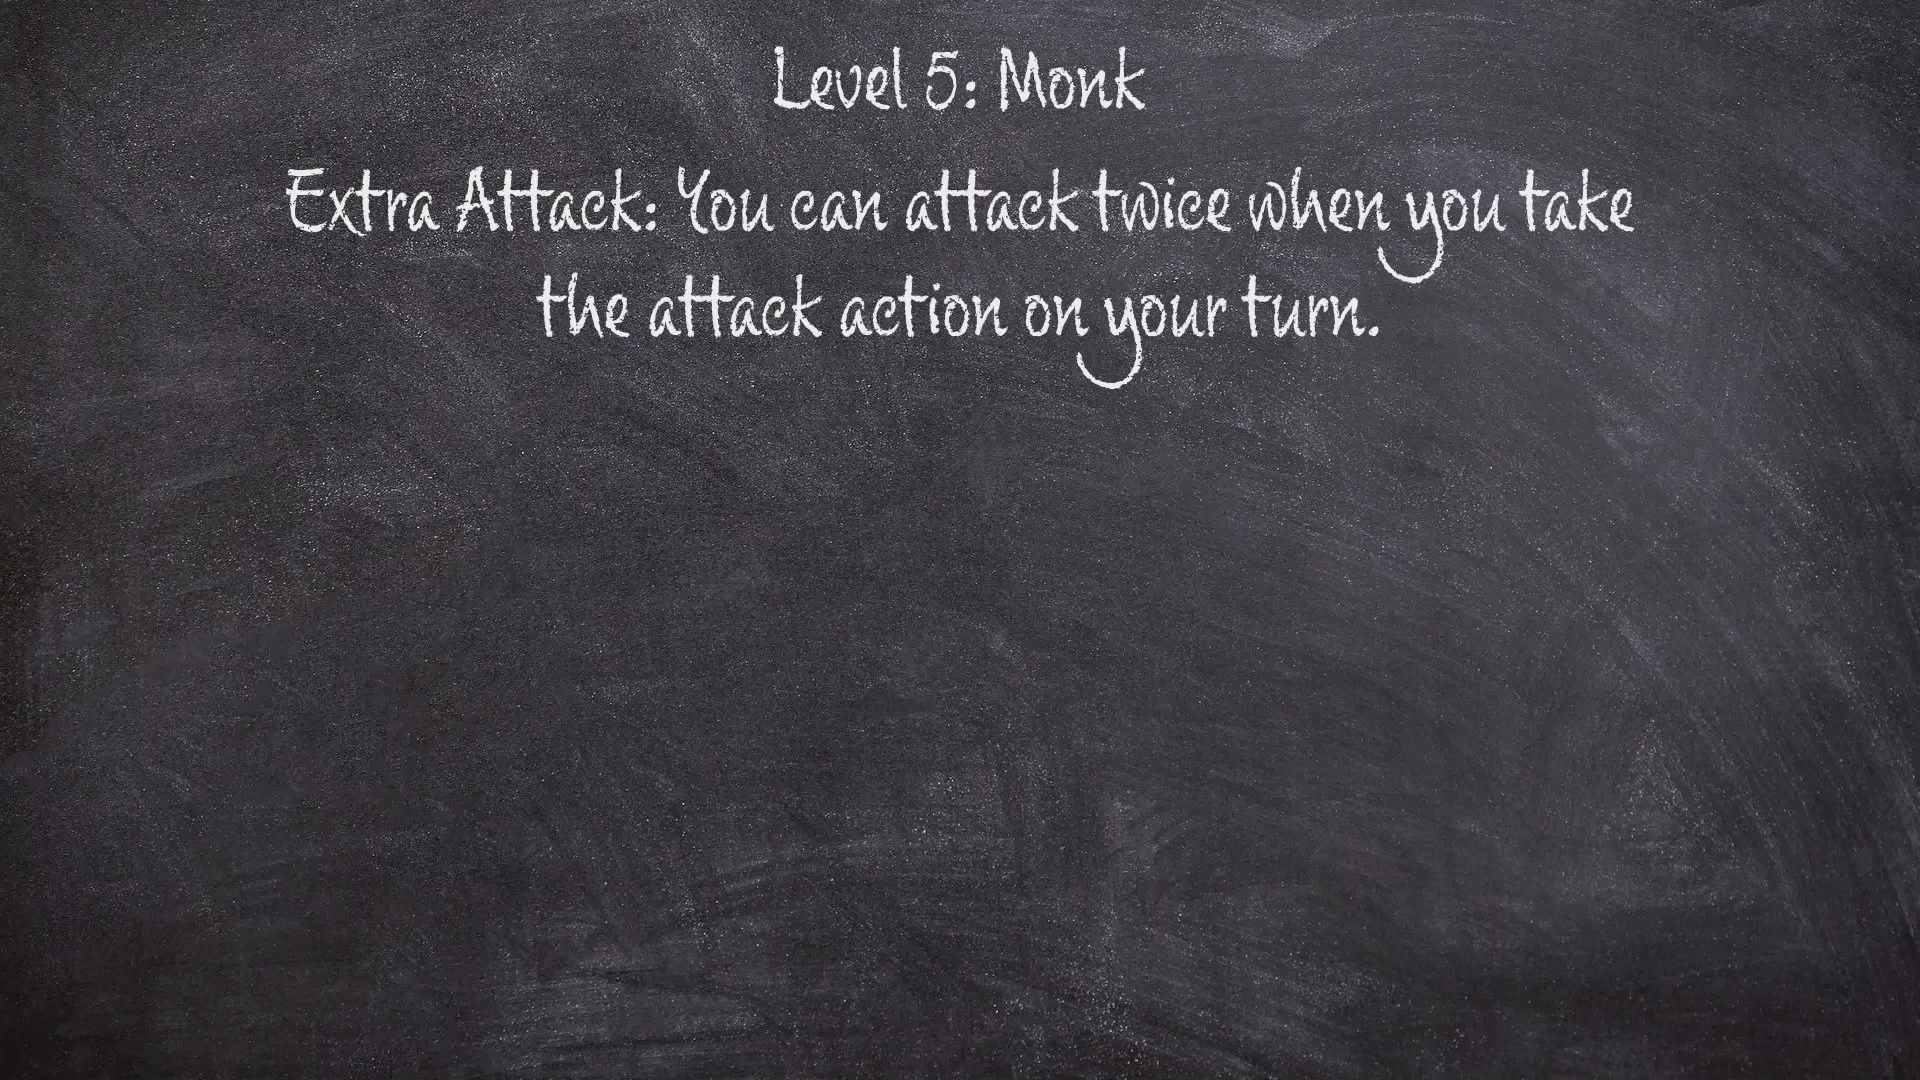 Level 5: Monk
Extra Attack: You can attack twice when you take
the attack action on your turn.